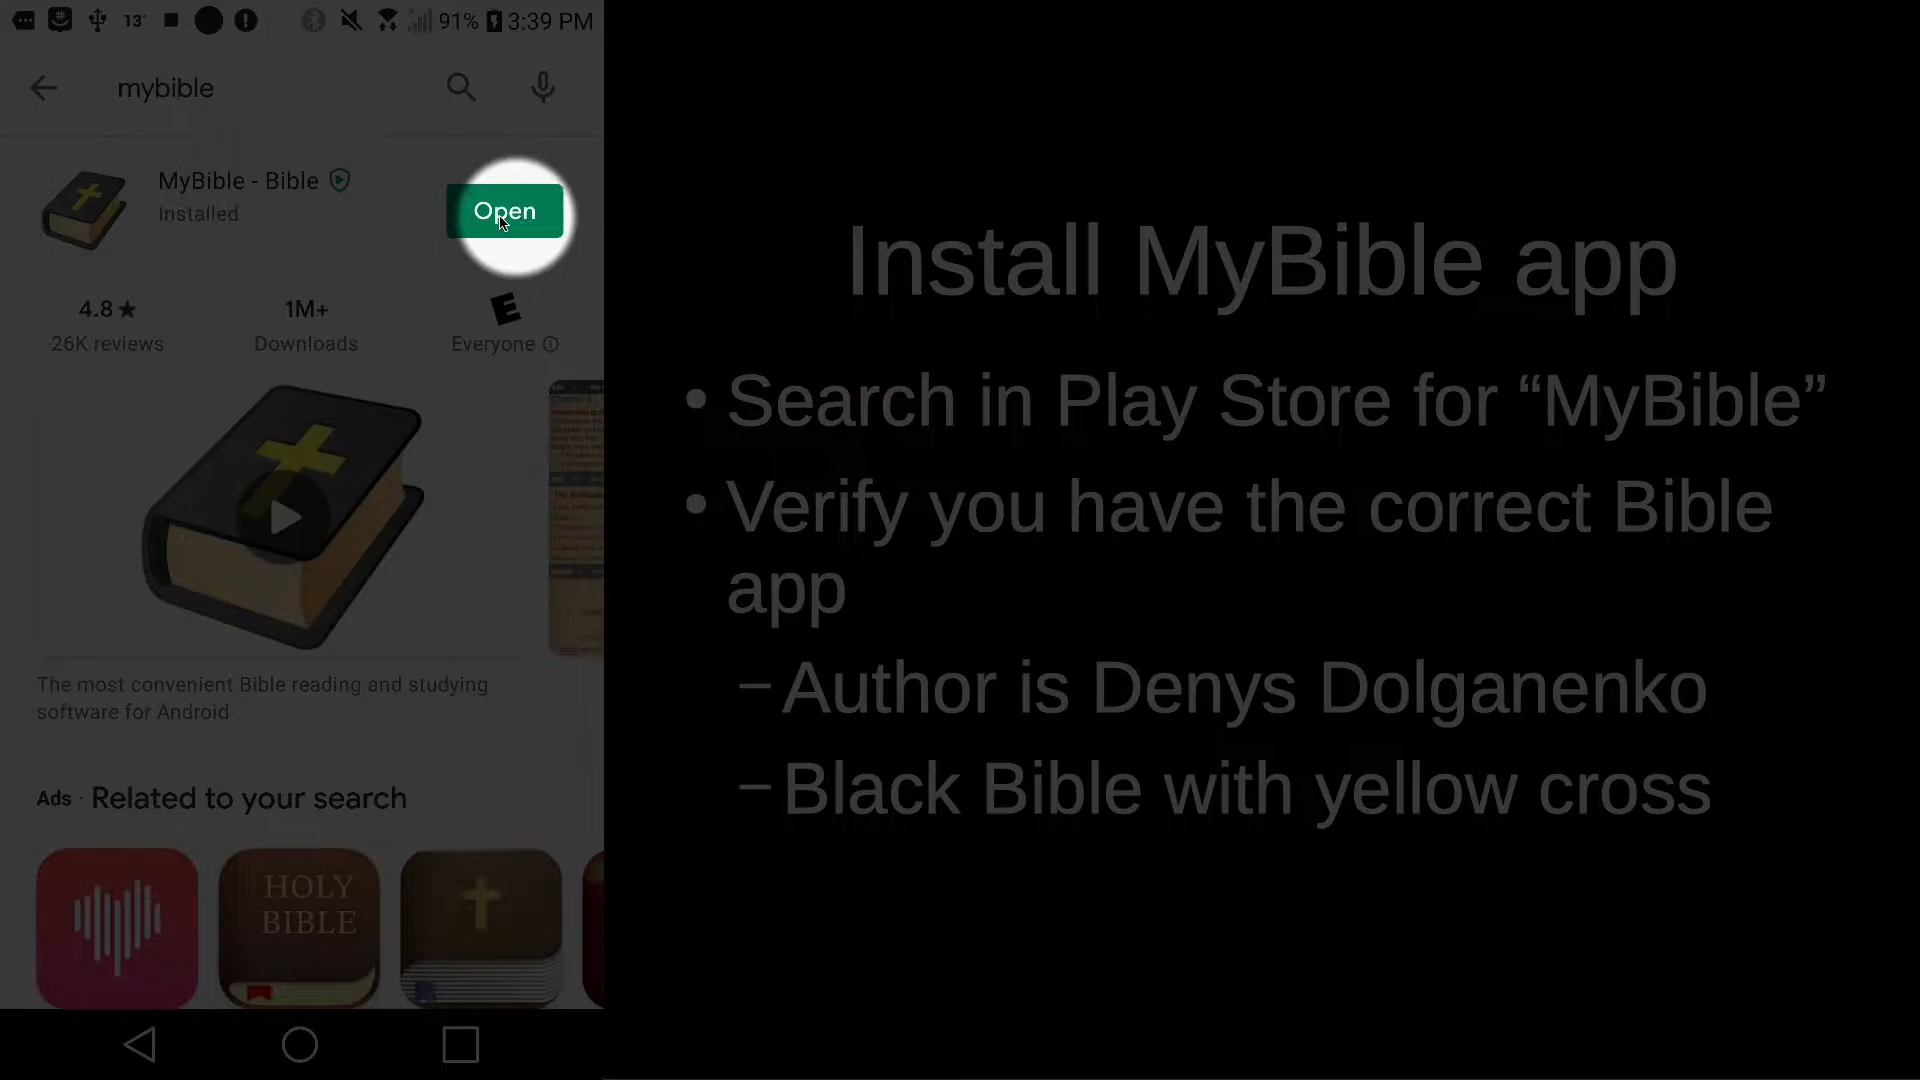 13° 91% 3:39 PM
mybible
MyBible - Bible
Installed
Open
4.8★ 1M+ E
26K reviews Downloads Everyone
The most convenient Bible reading and studying
software for Android
Ads · Related to your search
HOLY
BIBLE
Install MyBible app
• Search in Play Store for “MyBible”
• Verify you have the correct Bible
app
– Author is Denys Dolganenko
– Black Bible with yellow cross